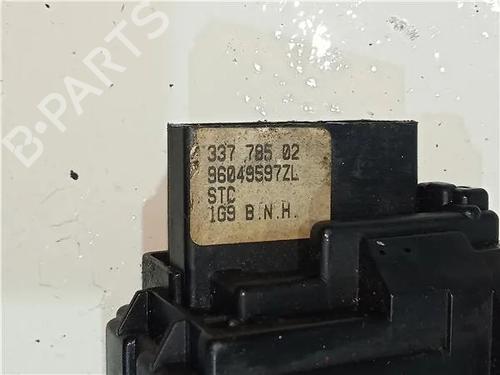 B-PARTS
337 785 02
96049597ZL
STC
1G9 B.N.H.